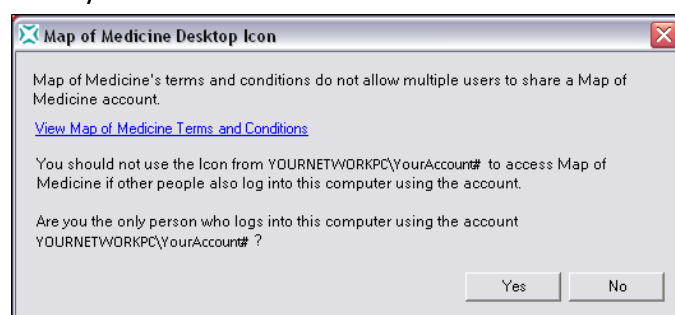 Map of Medicine Desktop Icon
Map of Medicine's terms and conditions do not allow multiple users to share a Map of
Medicine account.
View Map of Medicine Terms and Conditions
You should not use the Icon from YOURNETWORKPC\YourAccount# to access Map of
Medicine if other people also log into this computer using the account.
Are you the only person who logs into this computer using the account
YOURNETWORKPC\YourAccount# ?
Yes No